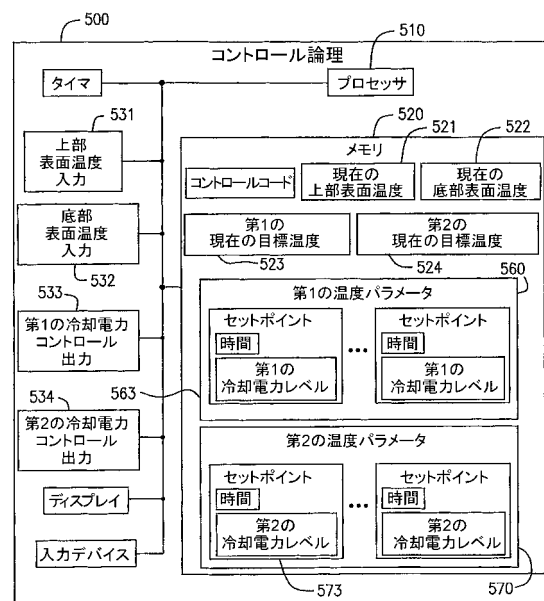 500
コントロール論理
510
タイマ
プロセッサ
531
上部
表面温度
入力
520
521
522
メモリ
コントロールコード
現在の
上部表面温度
現在の
底部表面温度
底部
表面温度
入力
532
第1の
現在の目標温度
523
第2の
現在の目標温度
524
560
第1の温度パラメータ
セットポイント
時間
第1の
冷却電力レベル
...
セットポイント
時間
第1の
冷却電力レベル
533
第1の冷却電力
コントロール
出力
563
534
第2の冷却電力
コントロール
出力
第2の温度パラメータ
セットポイント
時間
第2の
冷却電力レベル
...
セットポイント
時間
第2の
冷却電力レベル
ディスプレイ
入力デバイス
573
570